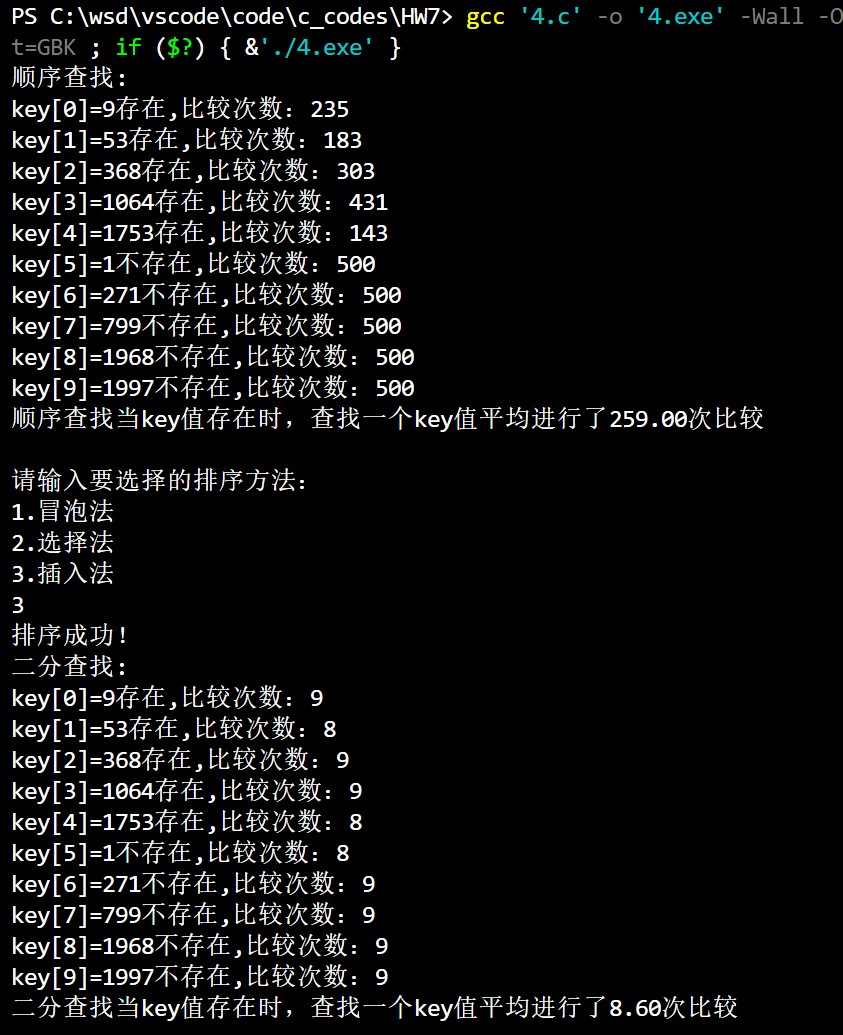 PS C:\wsd\vscode\code\c_codes\HW7> gcc '4.c' -o '4.exe' -Wall -O
t=GBK ; if ($?) { &'./4.exe' }
顺序查找:
key[0]=9存在,比较次数：235
key[1]=53存在,比较次数：183
key[2]=368存在,比较次数：303
key[3]=1064存在,比较次数：431
key[4]=1753存在,比较次数：143
key[5]=1不存在,比较次数：500
key[6]=271不存在,比较次数：500
key[7]=799不存在,比较次数：500
key[8]=1968不存在,比较次数：500
key[9]=1997不存在,比较次数：500
顺序查找当key值存在时，查找一个key值平均进行了259.00次比较
请输入要选择的排序方法:
1.冒泡法
2.选择法
3.插入法
3
排序成功!
二分查找:
key[0]=9存在,比较次数：9
key[1]=53存在,比较次数：8
key[2]=368存在,比较次数：9
key[3]=1064存在,比较次数：9
key[4]=1753存在,比较次数：8
key[5]=1不存在,比较次数：8
key[6]=271不存在,比较次数：9
key[7]=799不存在,比较次数：9
key[8]=1968不存在,比较次数：9
key[9]=1997不存在,比较次数：9
二分查找当key值存在时，查找一个key值平均进行了8.60次比较